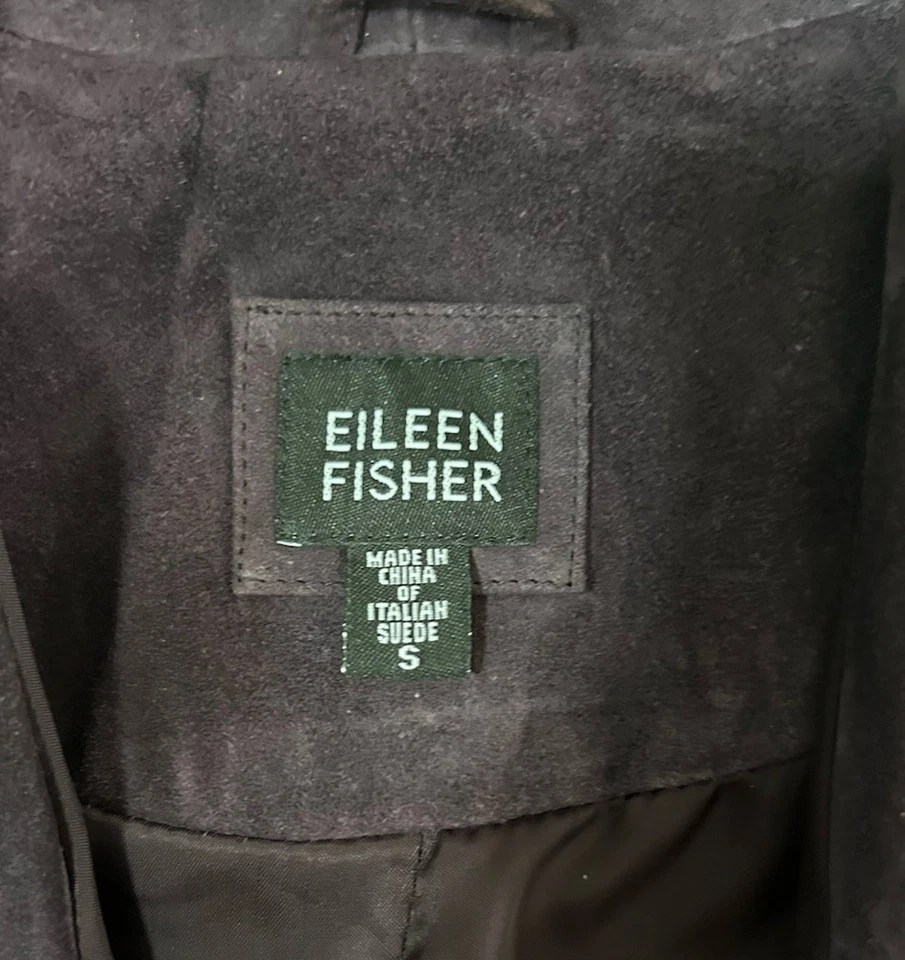 EILEEN
FISHER
MADE IN
CHINA
OF
ITALIAN
SUEDE
S